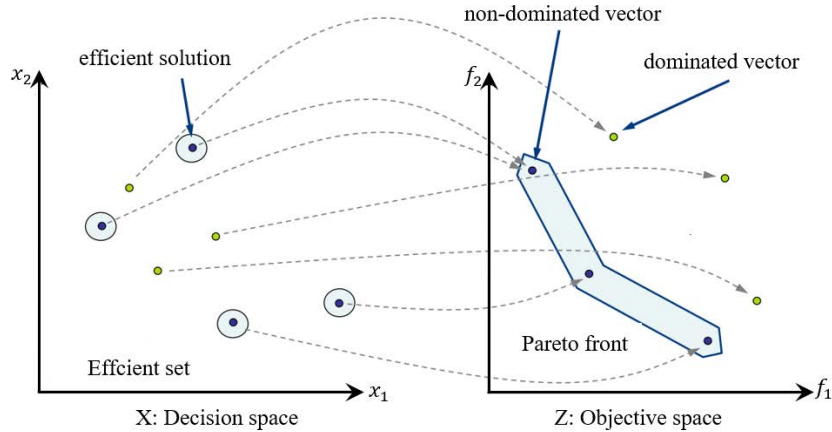 non-dominated vector
efficient solution
dominated vector
x₂
f₂
Effcient set
Pareto front
x₁
f₁
X: Decision space
Z: Objective space